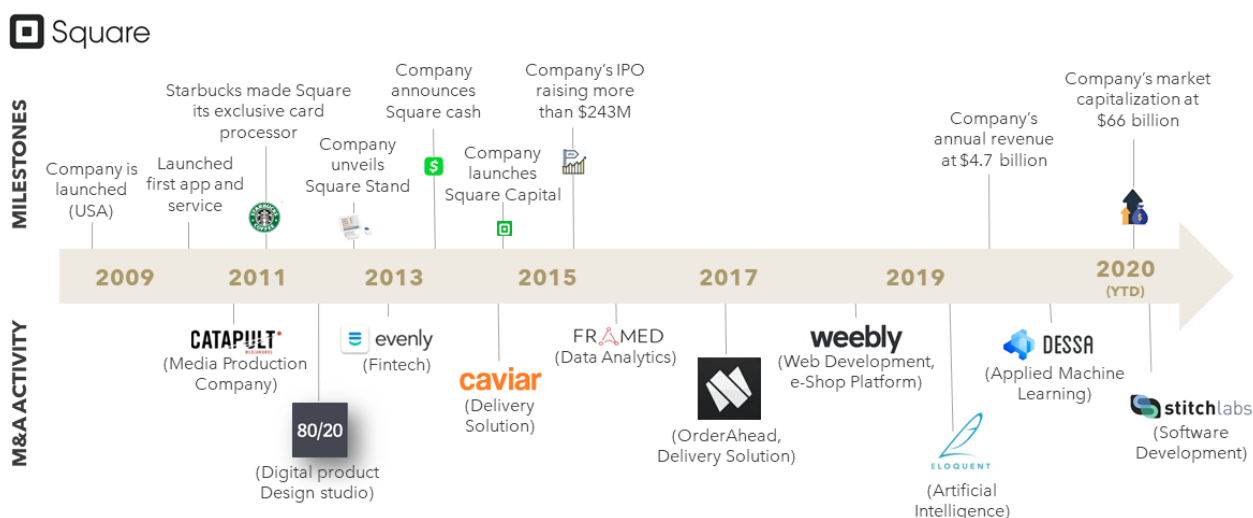 Square
MILESTONES
Company is
launched
(USA)
Launched
first app and
service
Starbucks made Square
its exclusive card
processor
STARBUCKS
COFFEE
Company
unveils
Square Stand
Company
announces
Square cash
$
Company
launches
Square Capital
Company's IPO
raising more
than $243M
Company's
annual revenue
at $4.7 billion
Company's market
capitalization at
$66 billion
2009
2011
2013
2015
2017
2019
2020
(YTD)
M&A ACTIVITY
CATAPULT
MEDIAWORKS
(Media Production
Company)
80/20
(Digital product
Design studio)
evenly
(Fintech)
caviar
(Delivery
Solution)
FRAMED
(Data Analytics)
(OrderAhead,
Delivery Solution)
weebly
(Web Development,
e-Shop Platform)
ELOQUENT
(Artificial
Intelligence)
DESSA
(Applied Machine
Learning)
stitchlabs
(Software
Development)